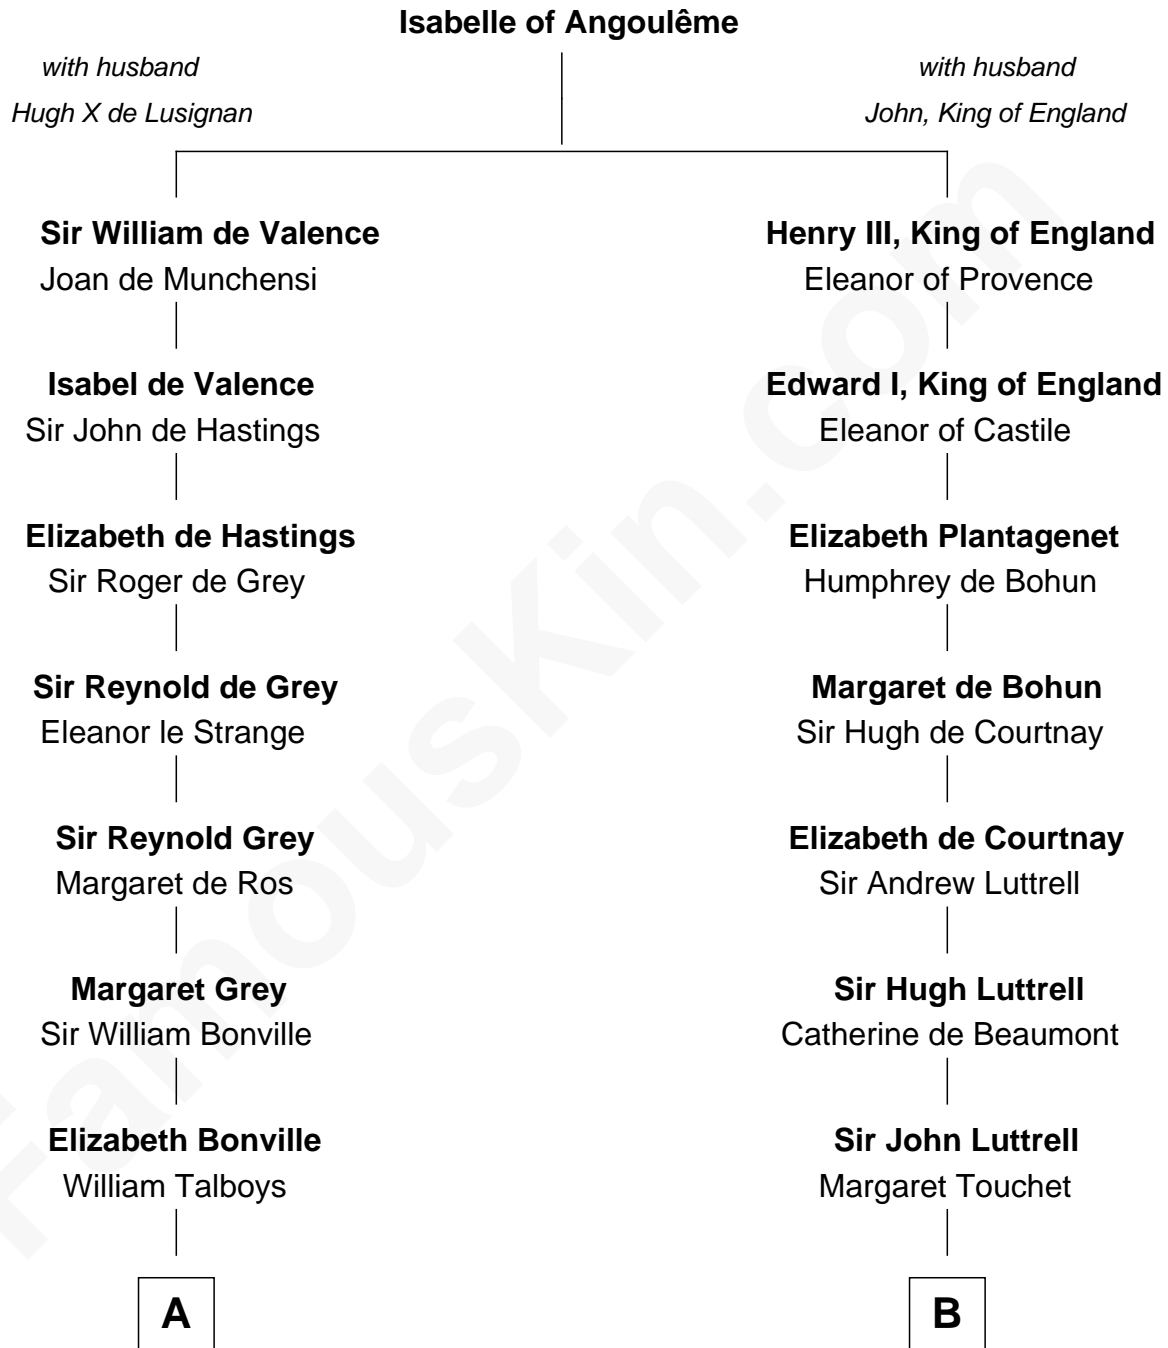 Isabelle of Angoulême
with husband
Hugh X de Lusignan
with husband
John, King of England
Sir William de Valence
Joan de Munchensi
Henry III, King of England
Eleanor of Provence
Isabel de Valence
Sir John de Hastings
Edward I, King of England
Eleanor of Castile
Elizabeth de Hastings
Sir Roger de Grey
Elizabeth Plantagenet
Humphrey de Bohun
Sir Reynold de Grey
Eleanor le Strange
Margaret de Bohun
Sir Hugh de Courtnay
Sir Reynold Grey
Margaret de Ros
Elizabeth de Courtnay
Sir Andrew Luttrell
Margaret Grey
Sir William Bonville
Sir Hugh Luttrell
Catherine de Beaumont
Elizabeth Bonville
William Talboys
Sir John Luttrell
Margaret Touchet
A
B
FamousKin.com